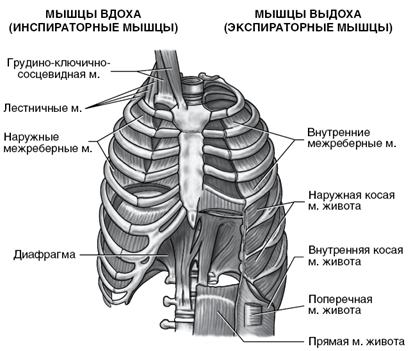 МЫШЦЫ ВДОХА
(ИНСПИРАТОРНЫЕ МЫШЦЫ)
МЫШЦЫ ВЫДОХА
(ЭКСПИРАТОРНЫЕ МЫШЦЫ)
Грудино-ключично-
сосцевидная м.
Лестничные м.
Наружные
межреберные м.
Диафрагма
Внутренние
межреберные м.
Наружная косая
м. живота
Внутренняя косая
м. живота
Поперечная
м. живота
Прямая м. живота